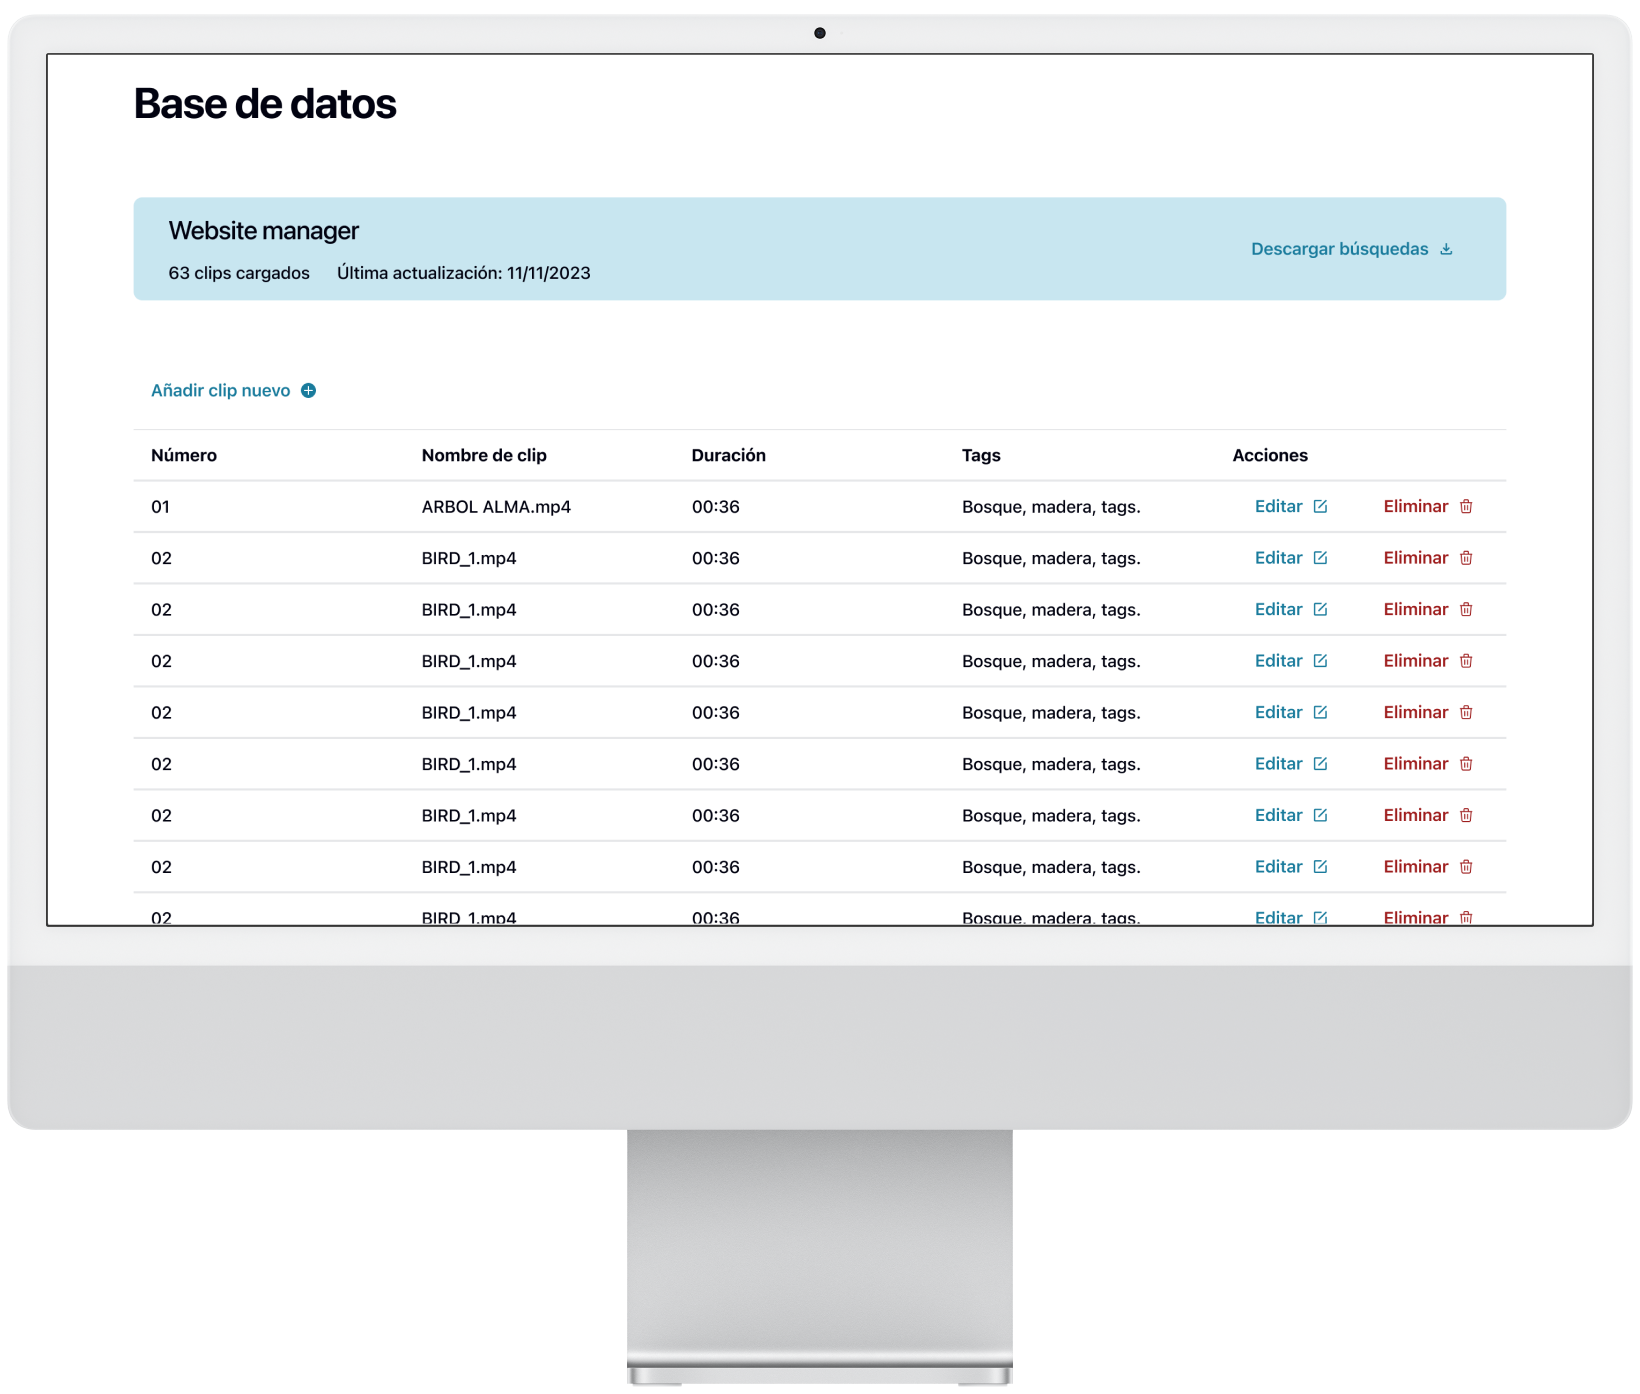 Base de datos
Website manager
63 clips cargados Última actualización: 11/11/2023
Descargar búsquedas
Añadir clip nuevo
Número Nombre de clip Duración Tags Acciones
01 ARBOL ALMA.mp4 00:36 Bosque, madera, tags. Editar Eliminar
02 BIRD_1.mp4 00:36 Bosque, madera, tags. Editar Eliminar
02 BIRD_1.mp4 00:36 Bosque, madera, tags. Editar Eliminar
02 BIRD_1.mp4 00:36 Bosque, madera, tags. Editar Eliminar
02 BIRD_1.mp4 00:36 Bosque, madera, tags. Editar Eliminar
02 BIRD_1.mp4 00:36 Bosque, madera, tags. Editar Eliminar
02 BIRD_1.mp4 00:36 Bosque, madera, tags. Editar Eliminar
02 BIRD_1.mp4 00:36 Bosque, madera, tags. Editar Eliminar
02 BIRD_1.mp4 00:36 Bosque, madera, tags. Editar Eliminar